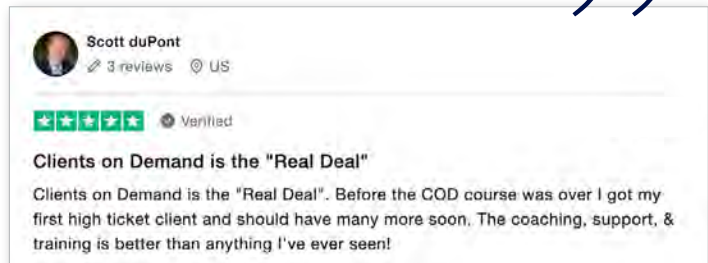 Scott duPont
3 reviews US
Verified
Clients on Demand is the "Real Deal"
Clients on Demand is the "Real Deal". Before the COD course was over I got my
first high ticket client and should have many more soon. The coaching, support, &
training is better than anything I've ever seen!